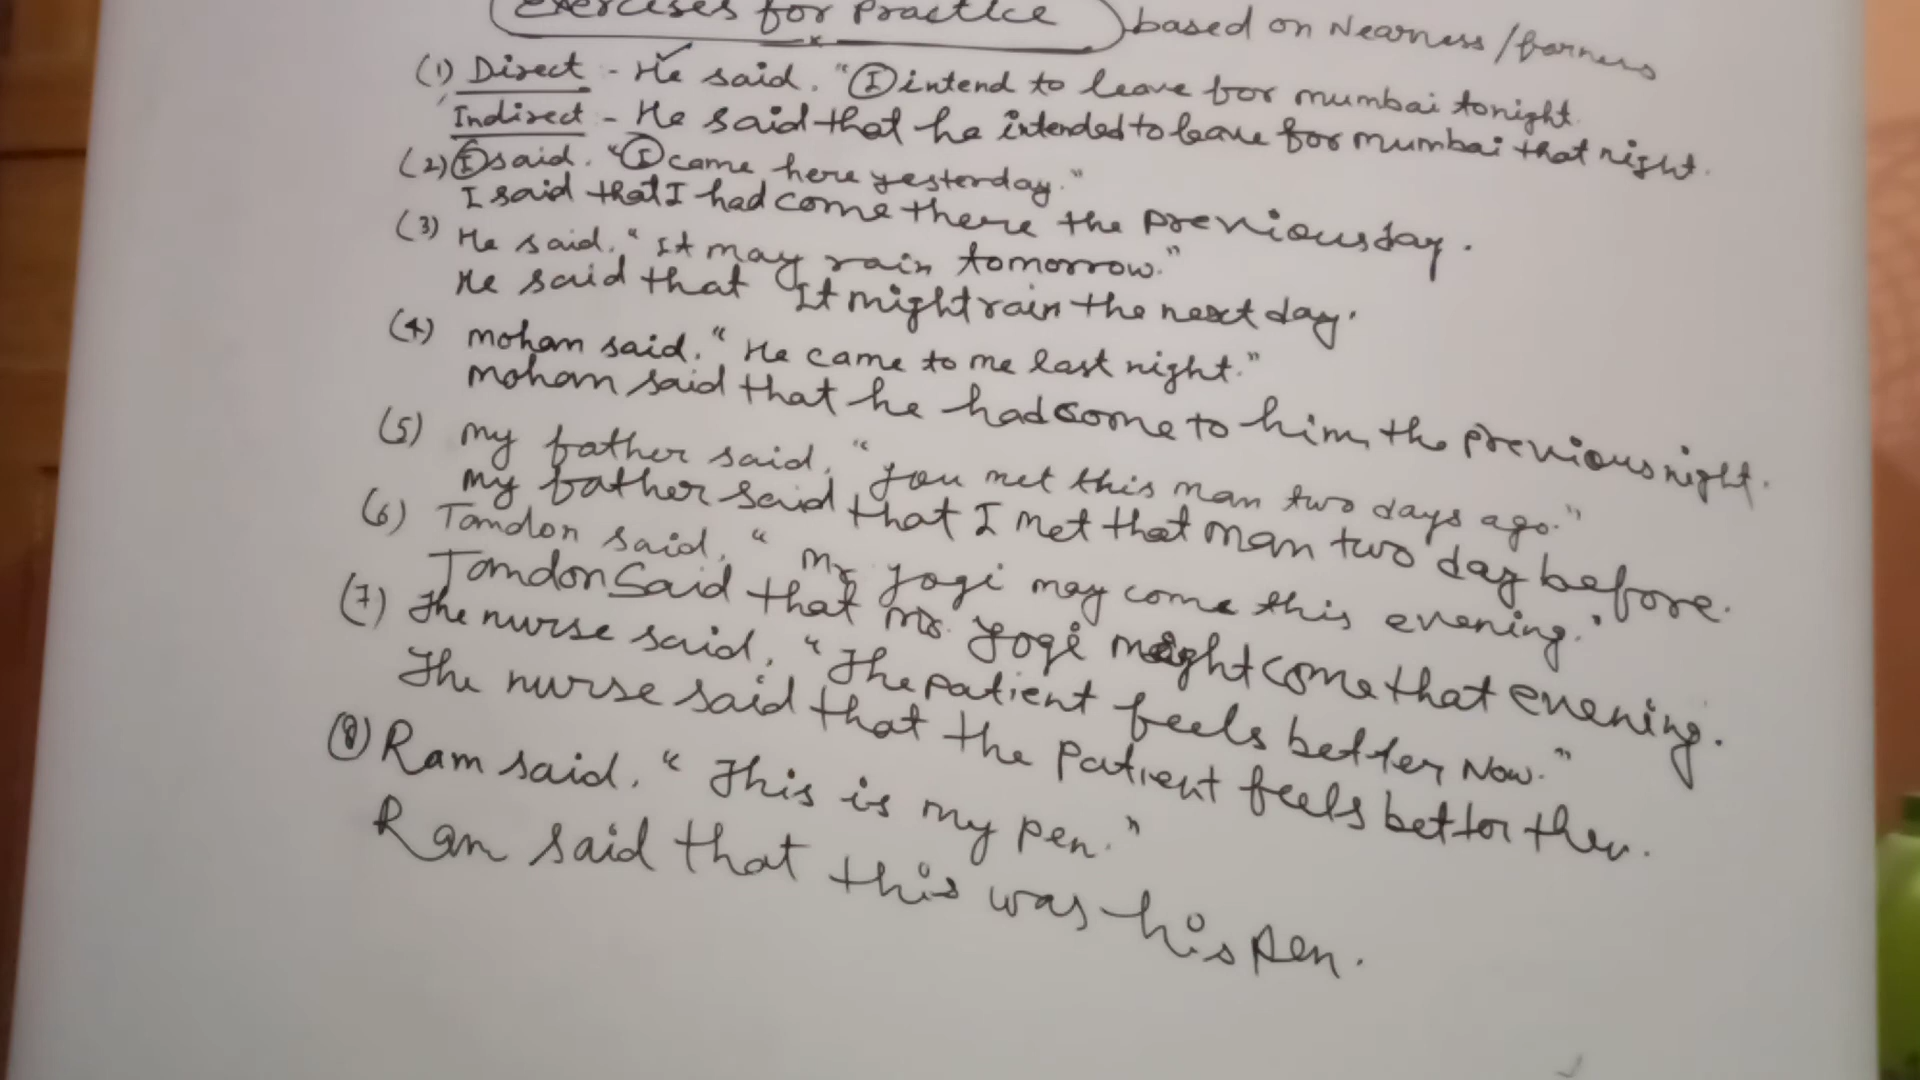 Exercises for Practice based on Nearness/farness
(1) Direct - He said. "I intend to leave for mumbai tonight.
Indirect - He said that he intended to leave for mumbai that night.
(2) I said. "I came here yesterday."
I said that I had come there the previous day.
(3) He said. "It may rain tomorrow."
He said that It might rain the next day.
(4) mohan said. "He came to me last night."
mohan said that he had come to him the previous night.
(5) my father said. "You met this man two days ago."
my father said that I met that man two day before.
(6) Tandon said. "Mr Yogi may come this evening."
Tandon Said that Mr. Yogi might come that evening.
(7) The nurse said. "The patient feels better Now."
The nurse said that the patient feels better then.
(8) Ram said. "This is my pen."
Ram said that this was his pen.